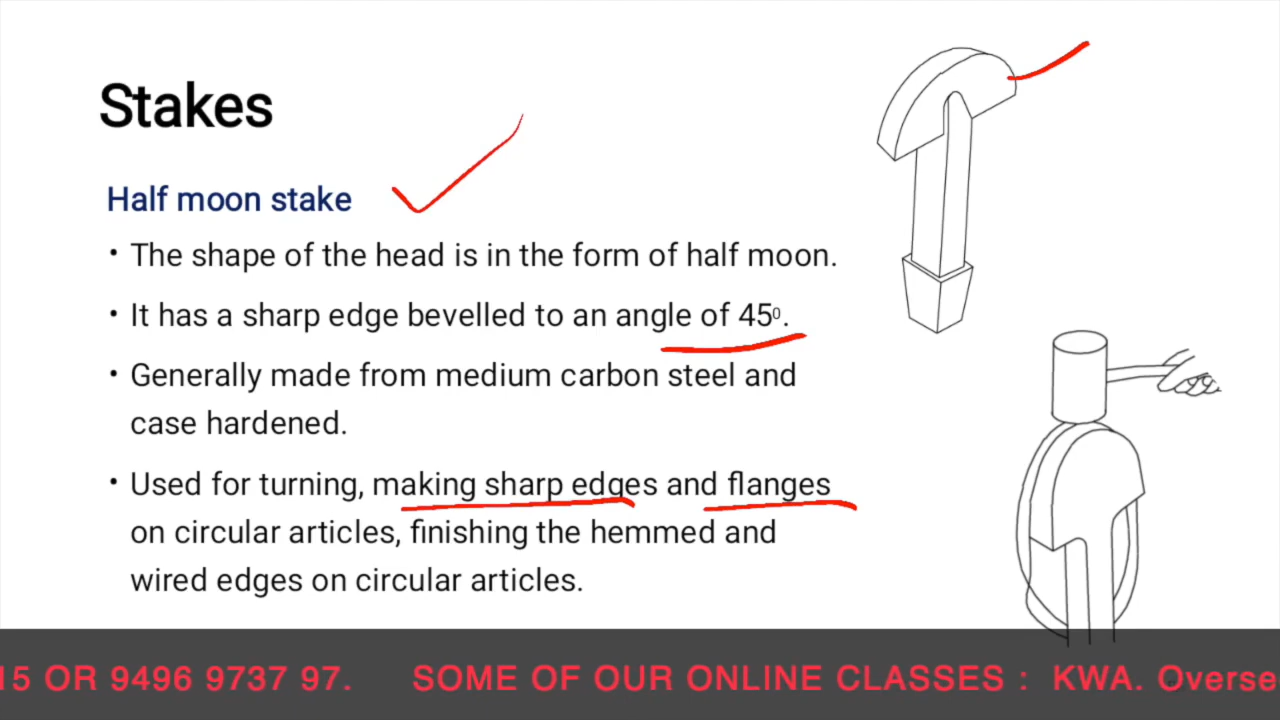 Stakes
Half moon stake
• The shape of the head is in the form of half moon.
• It has a sharp edge bevelled to an angle of 45⁰.
• Generally made from medium carbon steel and
case hardened.
• Used for turning, making sharp edges and flanges
on circular articles, finishing the hemmed and
wired edges on circular articles.
15 OR 9496 9737 97. SOME OF OUR ONLINE CLASSES : KWA. Overse